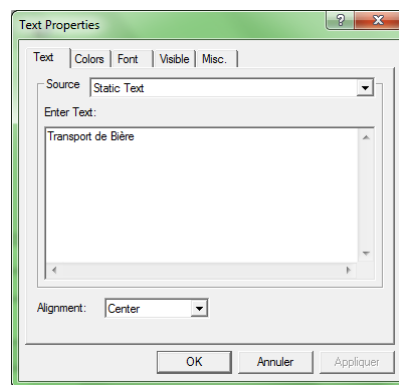 Text Properties
Text Colors Font Visible Misc.
Source Static Text
Enter Text:
Transport de Bière
Alignment: Center
OK Annuler Appliquer